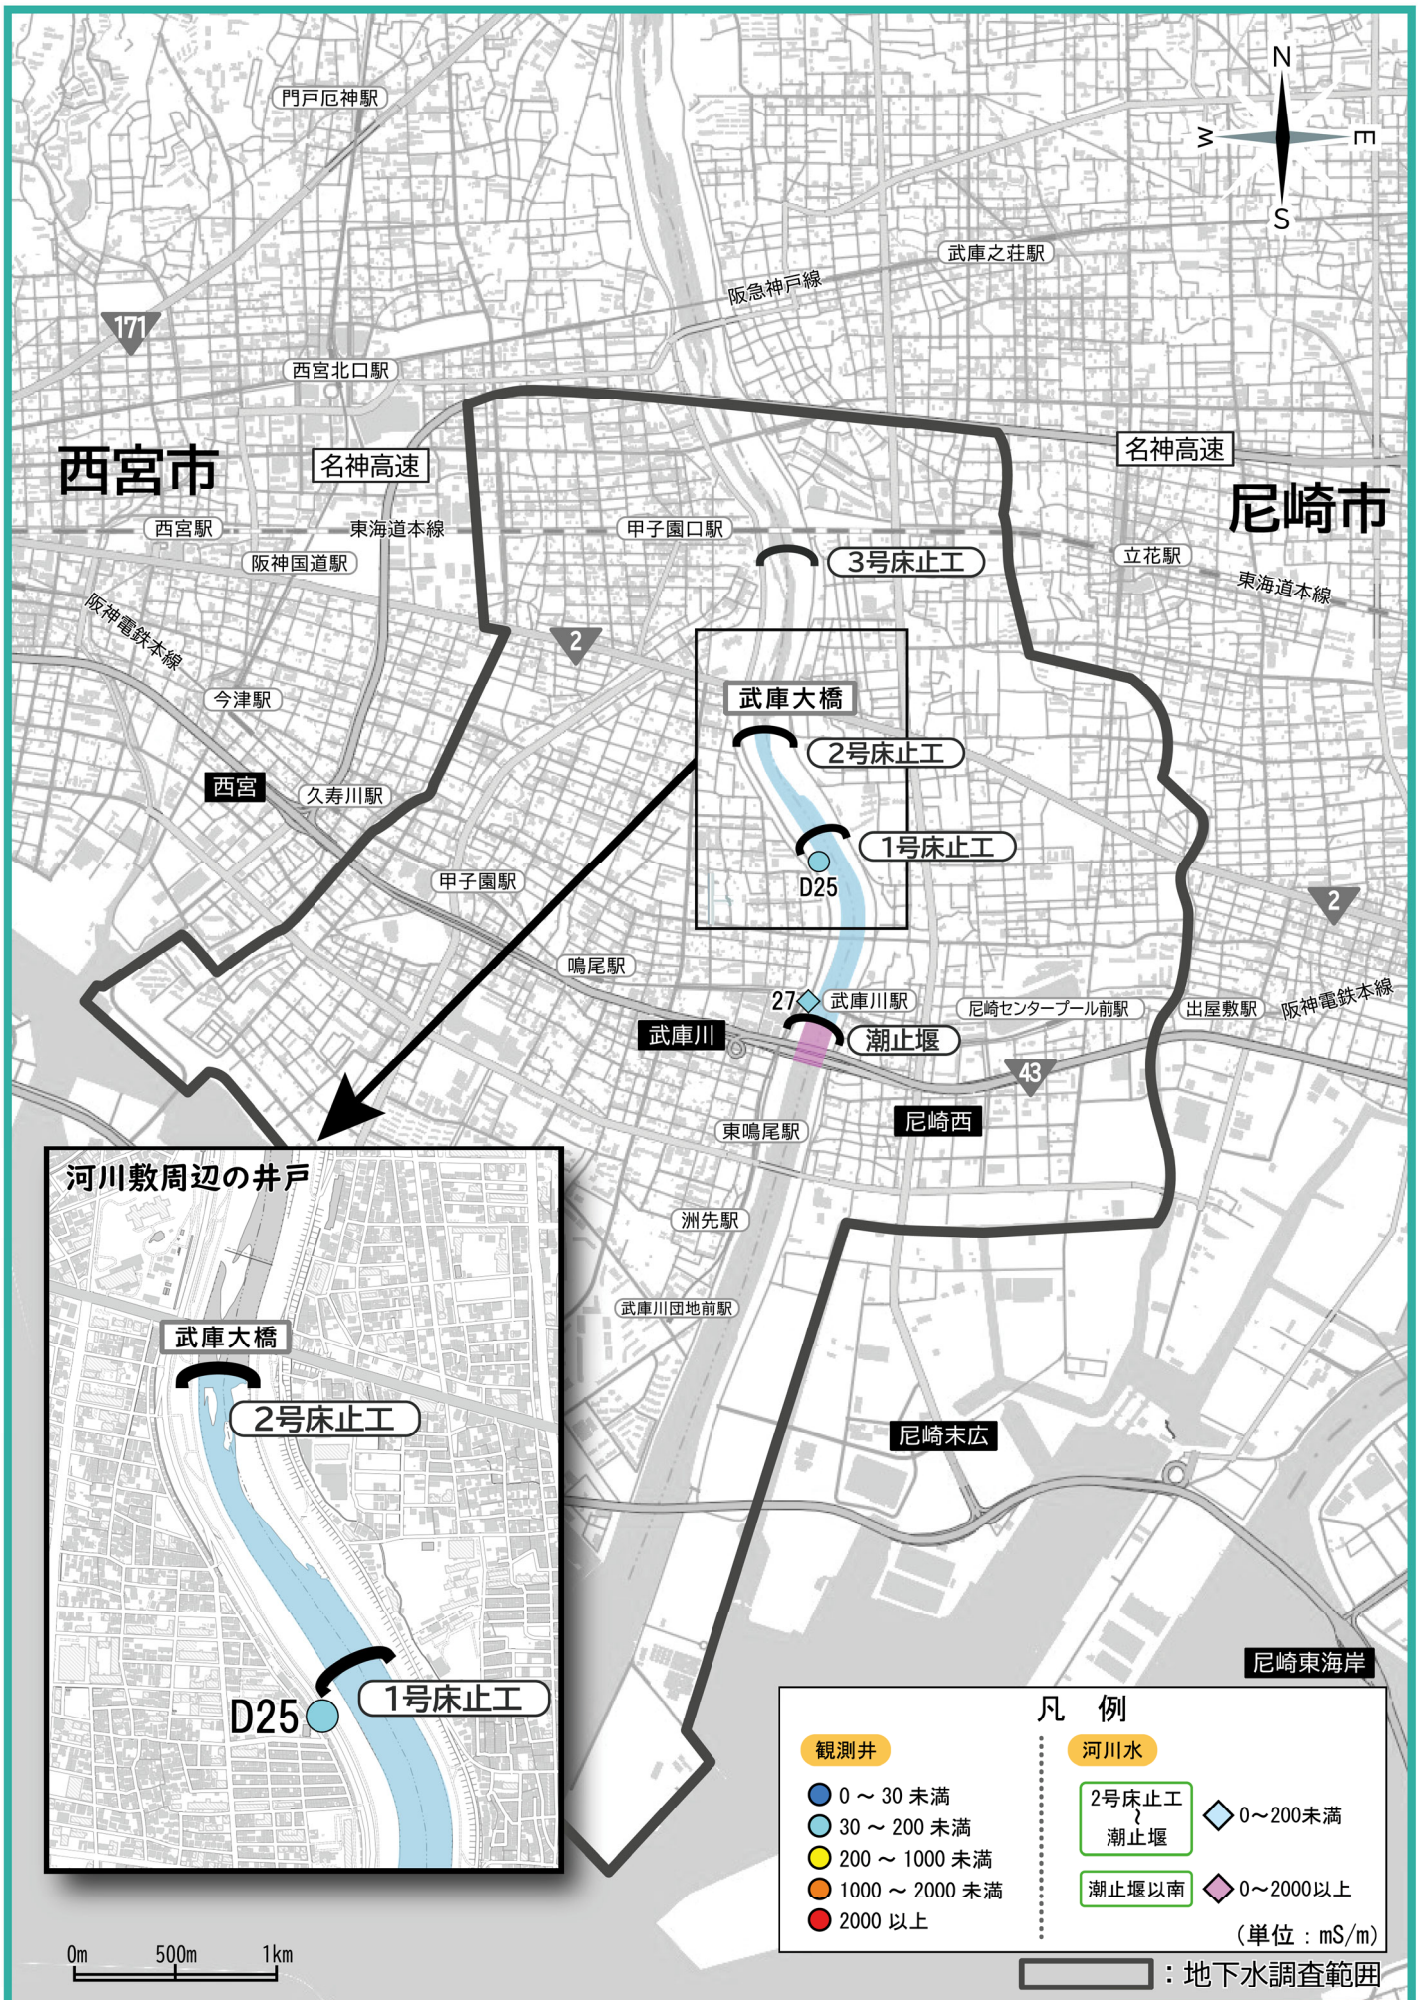 N
W
E
S
門戸厄神駅
武庫之荘駅
阪急神戸線
171
西宮北口駅
西宮市
名神高速
名神高速
尼崎市
西宮駅
東海道本線
甲子園口駅
阪神国道駅
3号床止工
立花駅
東海道本線
阪神電鉄本線
2
今津駅
武庫大橋
2号床止工
西宮
久寿川駅
1号床止工
D25
甲子園駅
2
鳴尾駅
27
武庫川駅
尼崎センタープール前駅
出屋敷駅
阪神電鉄本線
武庫川
潮止堰
43
尼崎西
東鳴尾駅
河川敷周辺の井戸
洲先駅
武庫川団地前駅
武庫大橋
2号床止工
尼崎末広
1号床止工
D25
尼崎東海岸
凡 例
観測井
0 ～ 30 未満
30 ～ 200 未満
200 ～ 1000 未満
1000 ～ 2000 未満
2000 以上
河川水
2号床止工
～
潮止堰
0～200未満
潮止堰以南
0～2000以上
(単位：mS/m)
0m 500m 1km
：地下水調査範囲